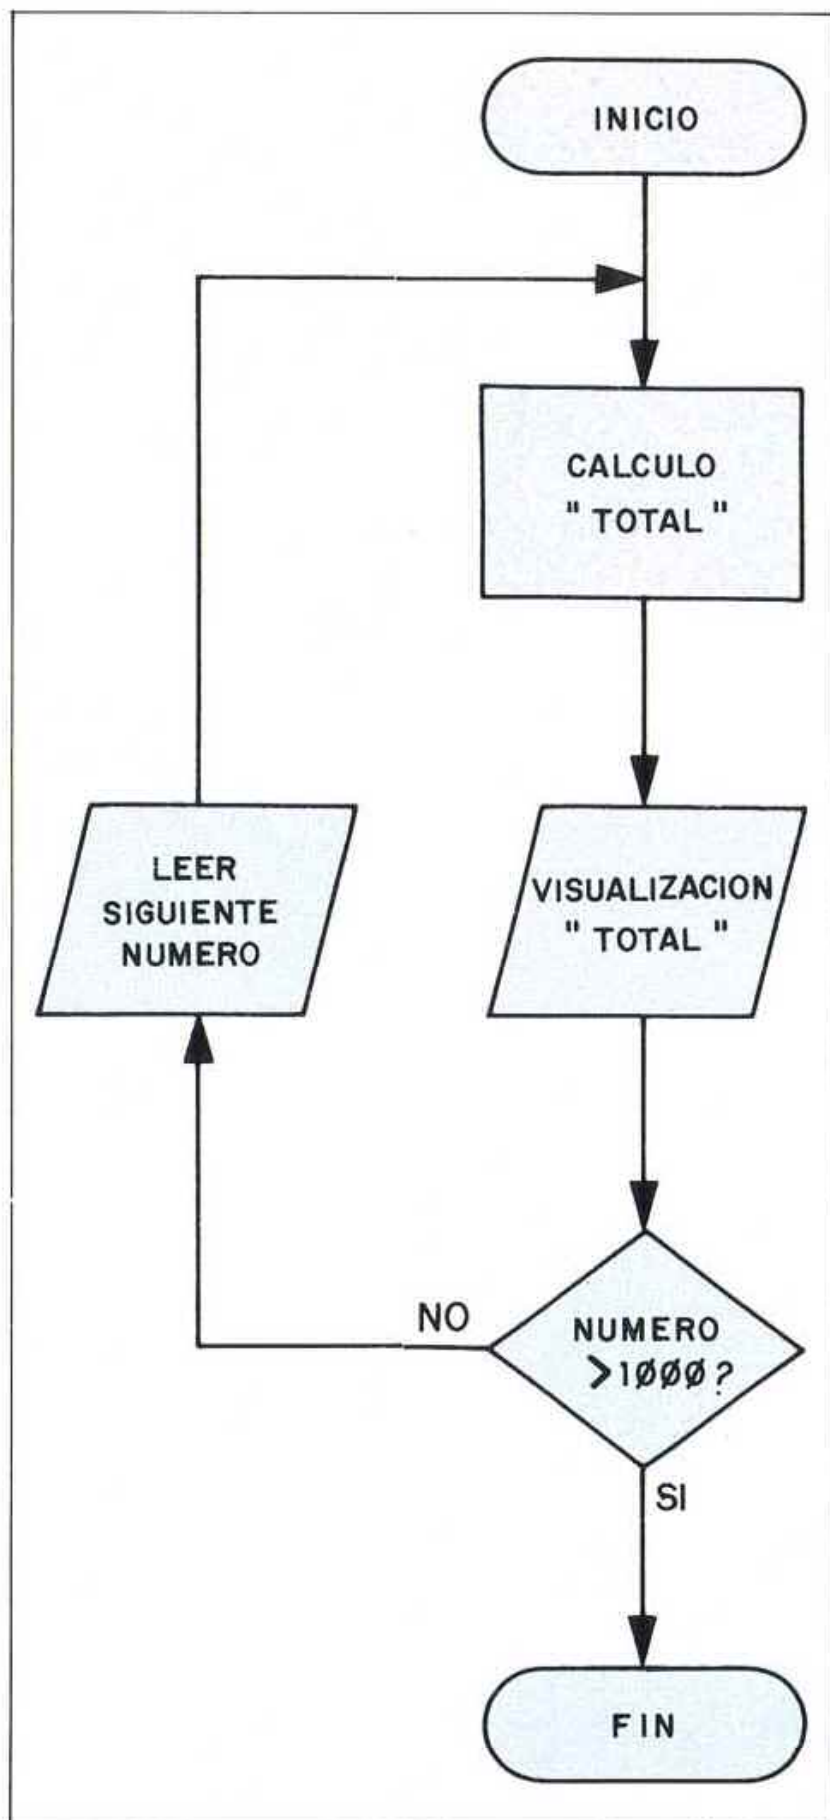 INICIO
CALCULO
" TOTAL "
VISUALIZACION
" TOTAL "
LEER
SIGUIENTE
NUMERO
NUMERO
>1ØØØ?
NO
SI
FIN